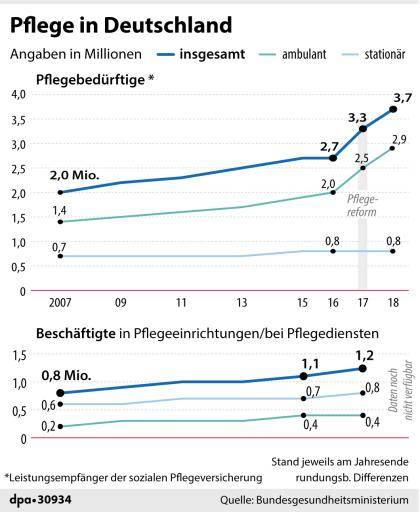 Pflege in Deutschland
Angaben in Millionen insgesamt ambulant stationär
Pflegebedürftige *
4,0
3,7
3,5
3,3
3,0
2,9
2,7
2,5
2,5
2,0 Mio.
2,0
2,0
Pflege-
reform
1,5
1,4
1,0
0,7
0,8
0,8
0,5
0
2007 09 11 13 15 16 17 18
Beschäftigte in Pflegeeinrichtungen/bei Pflegediensten
1,5
1,2
1,1
1,0
0,8 Mio.
0,8
0,7
0,6
0,5
0,4
0,4
0,2
0
Daten noch
nicht verfügbar
Stand jeweils am Jahresende
*Leistungsempfänger der sozialen Pflegeversicherung rundungsb. Differenzen
dpa•30934 Quelle: Bundesgesundheitsministerium